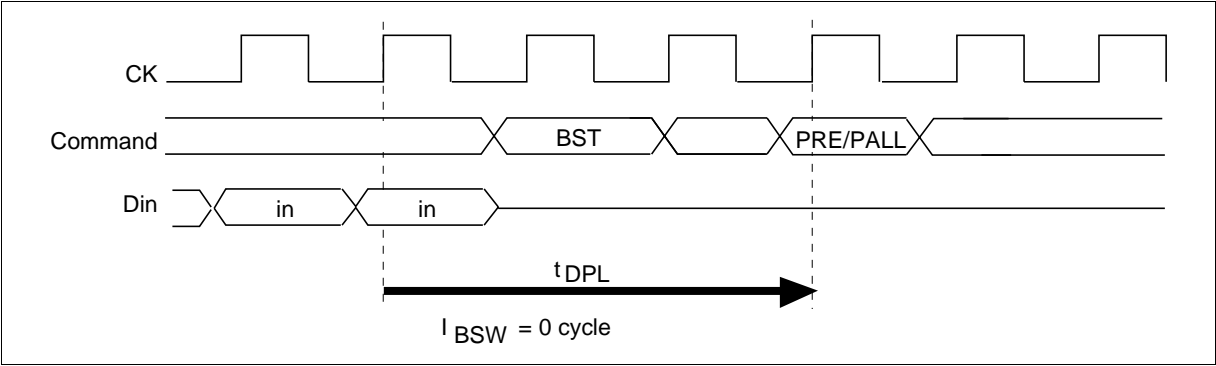 CK
Command BST PRE/PALL
Din in in
t DPL
l BSW = 0 cycle